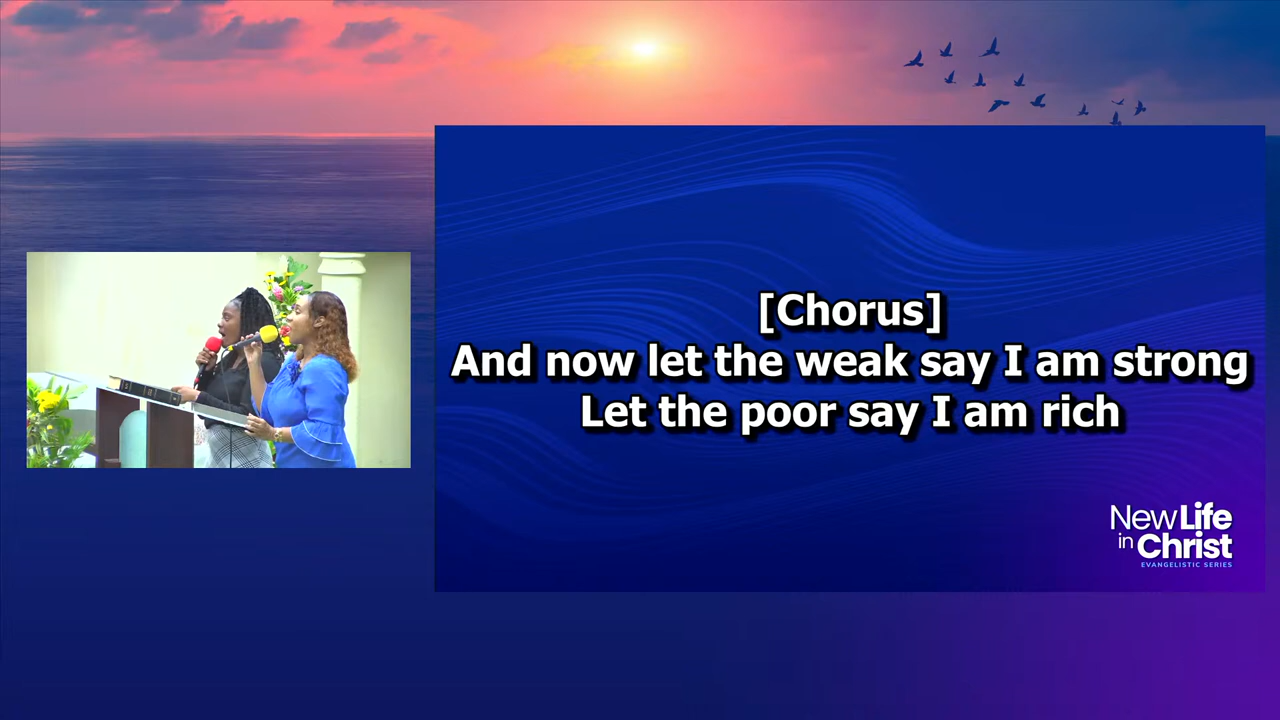 [Chorus]
And now let the weak say I am strong
Let the poor say I am rich
New Life
in Christ
EVANGELISTIC SERIES